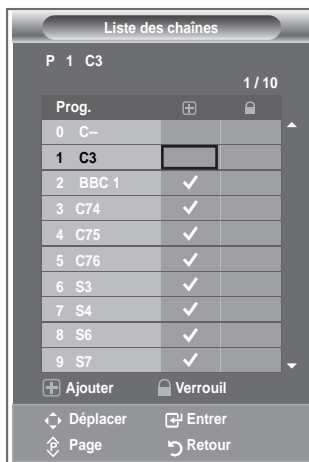 Liste des chaînes
P 1 C3
1 / 10
Prog.
0 C--
1 C3
2 BBC 1
3 C74
4 C75
5 C76
6 S3
7 S4
8 S6
9 S7
Ajouter Verrouil
Déplacer Entrer
P Page Retour